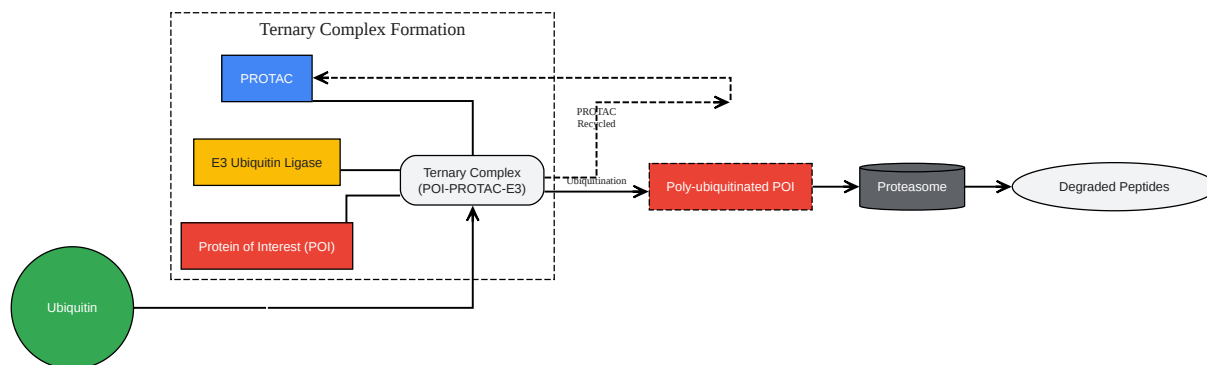 Ternary Complex Formation
PROTAC
PROTAC
Recycled
E3 Ubiquitin Ligase
Ternary Complex
(POI-PROTAC-E3)
Ubiquitination
Poly-ubiquitinated POI
Proteasome
Degraded Peptides
Protein of Interest (POI)
Ubiquitin